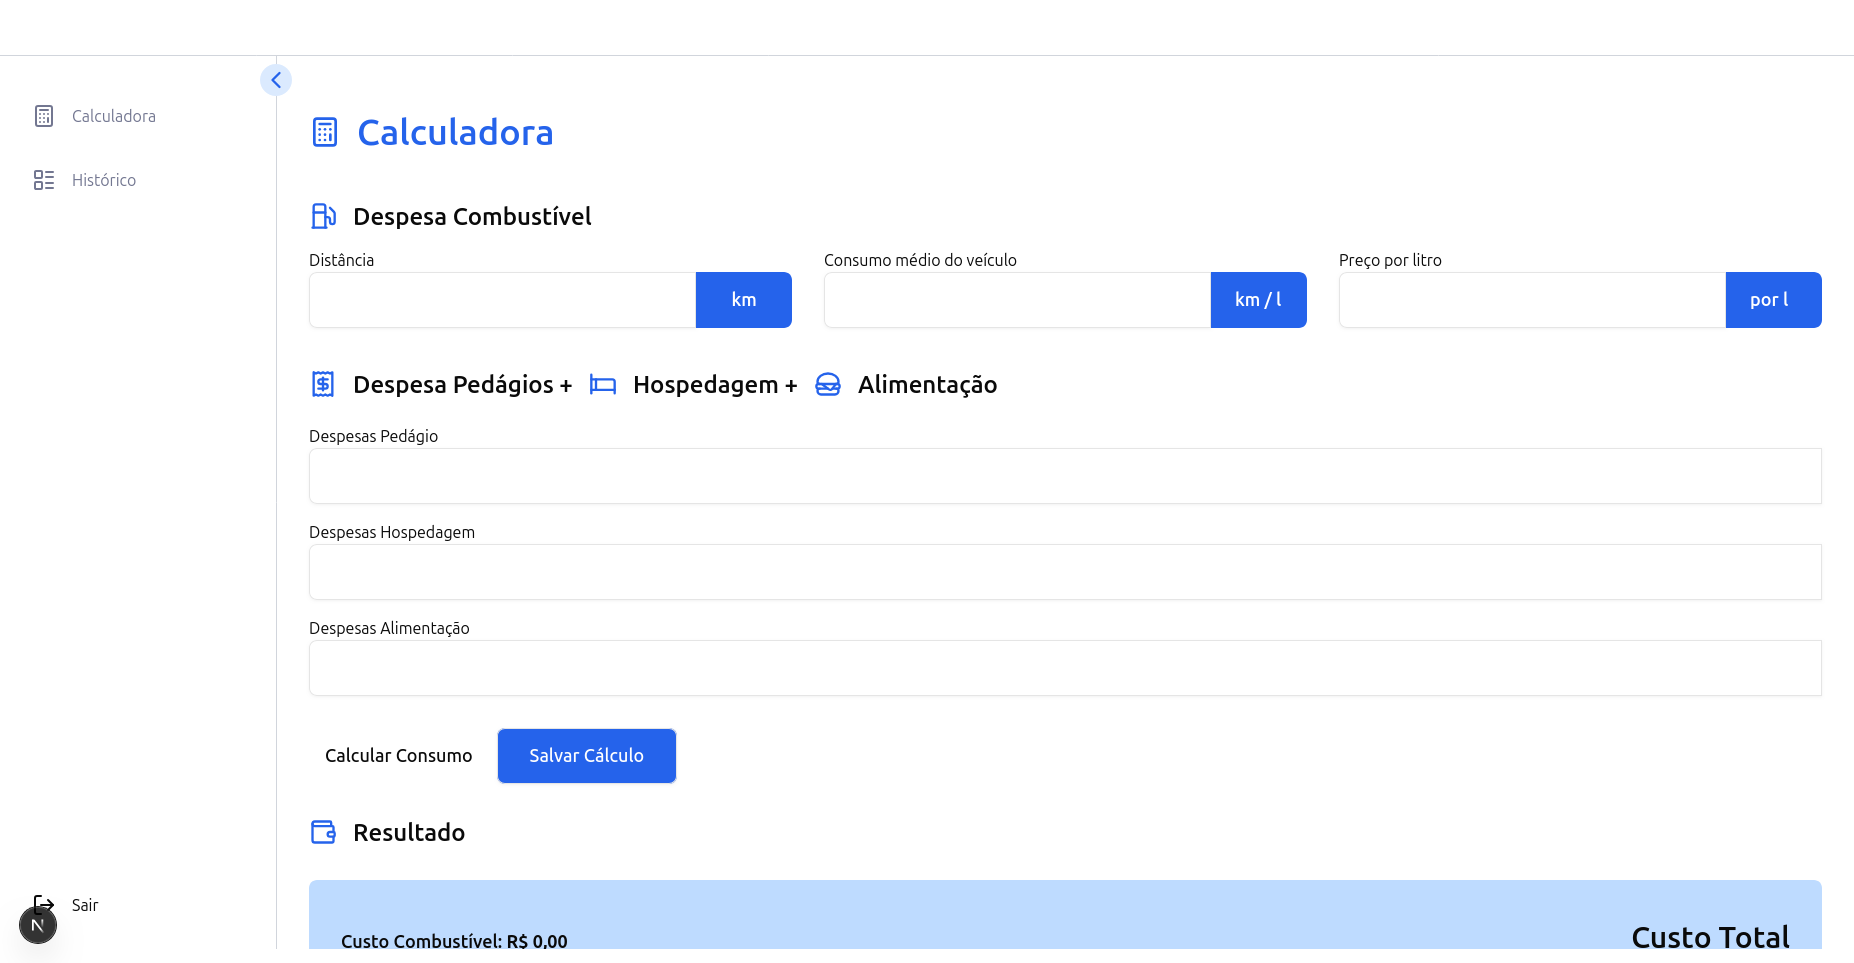 Calculadora
Histórico
Sair
N
Calculadora
Despesa Combustível
Distância
km
Consumo médio do veículo
km / l
Preço por litro
por l
Despesa Pedágios + Hospedagem + Alimentação
Despesas Pedágio
Despesas Hospedagem
Despesas Alimentação
Calcular Consumo
Salvar Cálculo
Resultado
Custo Combustível: R$ 0,00
Custo Total